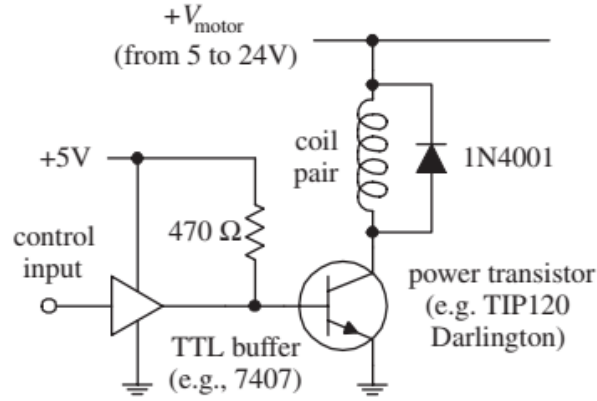 +Vmotor
(from 5 to 24V)
coil
pair
1N4001
+5V
470 Ω
control
input
power transistor
(e.g. TIP120
Darlington)
TTL buffer
(e.g., 7407)